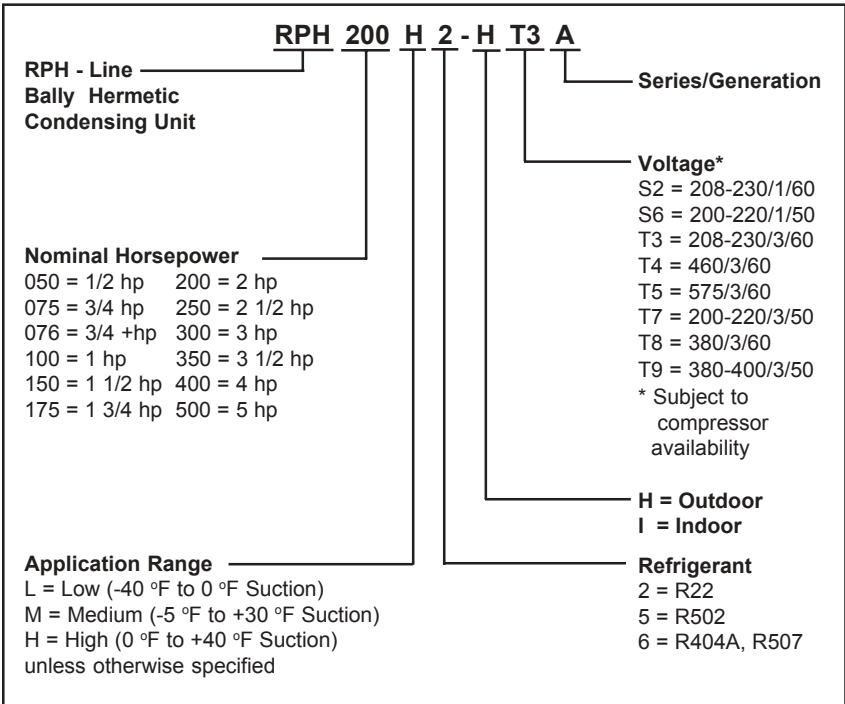 RPH 200 H 2 - H T3 A
RPH - Line
Bally Hermetic
Condensing Unit
Series/Generation
Voltage*
S2 = 208-230/1/60
S6 = 200-220/1/50
T3 = 208-230/3/60
T4 = 460/3/60
T5 = 575/3/60
T7 = 200-220/3/50
T8 = 380/3/60
T9 = 380-400/3/50
* Subject to
compressor
availability
Nominal Horsepower
050 = 1/2 hp 200 = 2 hp
075 = 3/4 hp 250 = 2 1/2 hp
076 = 3/4 +hp 300 = 3 hp
100 = 1 hp 350 = 3 1/2 hp
150 = 1 1/2 hp 400 = 4 hp
175 = 1 3/4 hp 500 = 5 hp
H = Outdoor
I = Indoor
Application Range
L = Low (-40 °F to 0 °F Suction)
M = Medium (-5 °F to +30 °F Suction)
H = High (0 °F to +40 °F Suction)
unless otherwise specified
Refrigerant
2 = R22
5 = R502
6 = R404A, R507